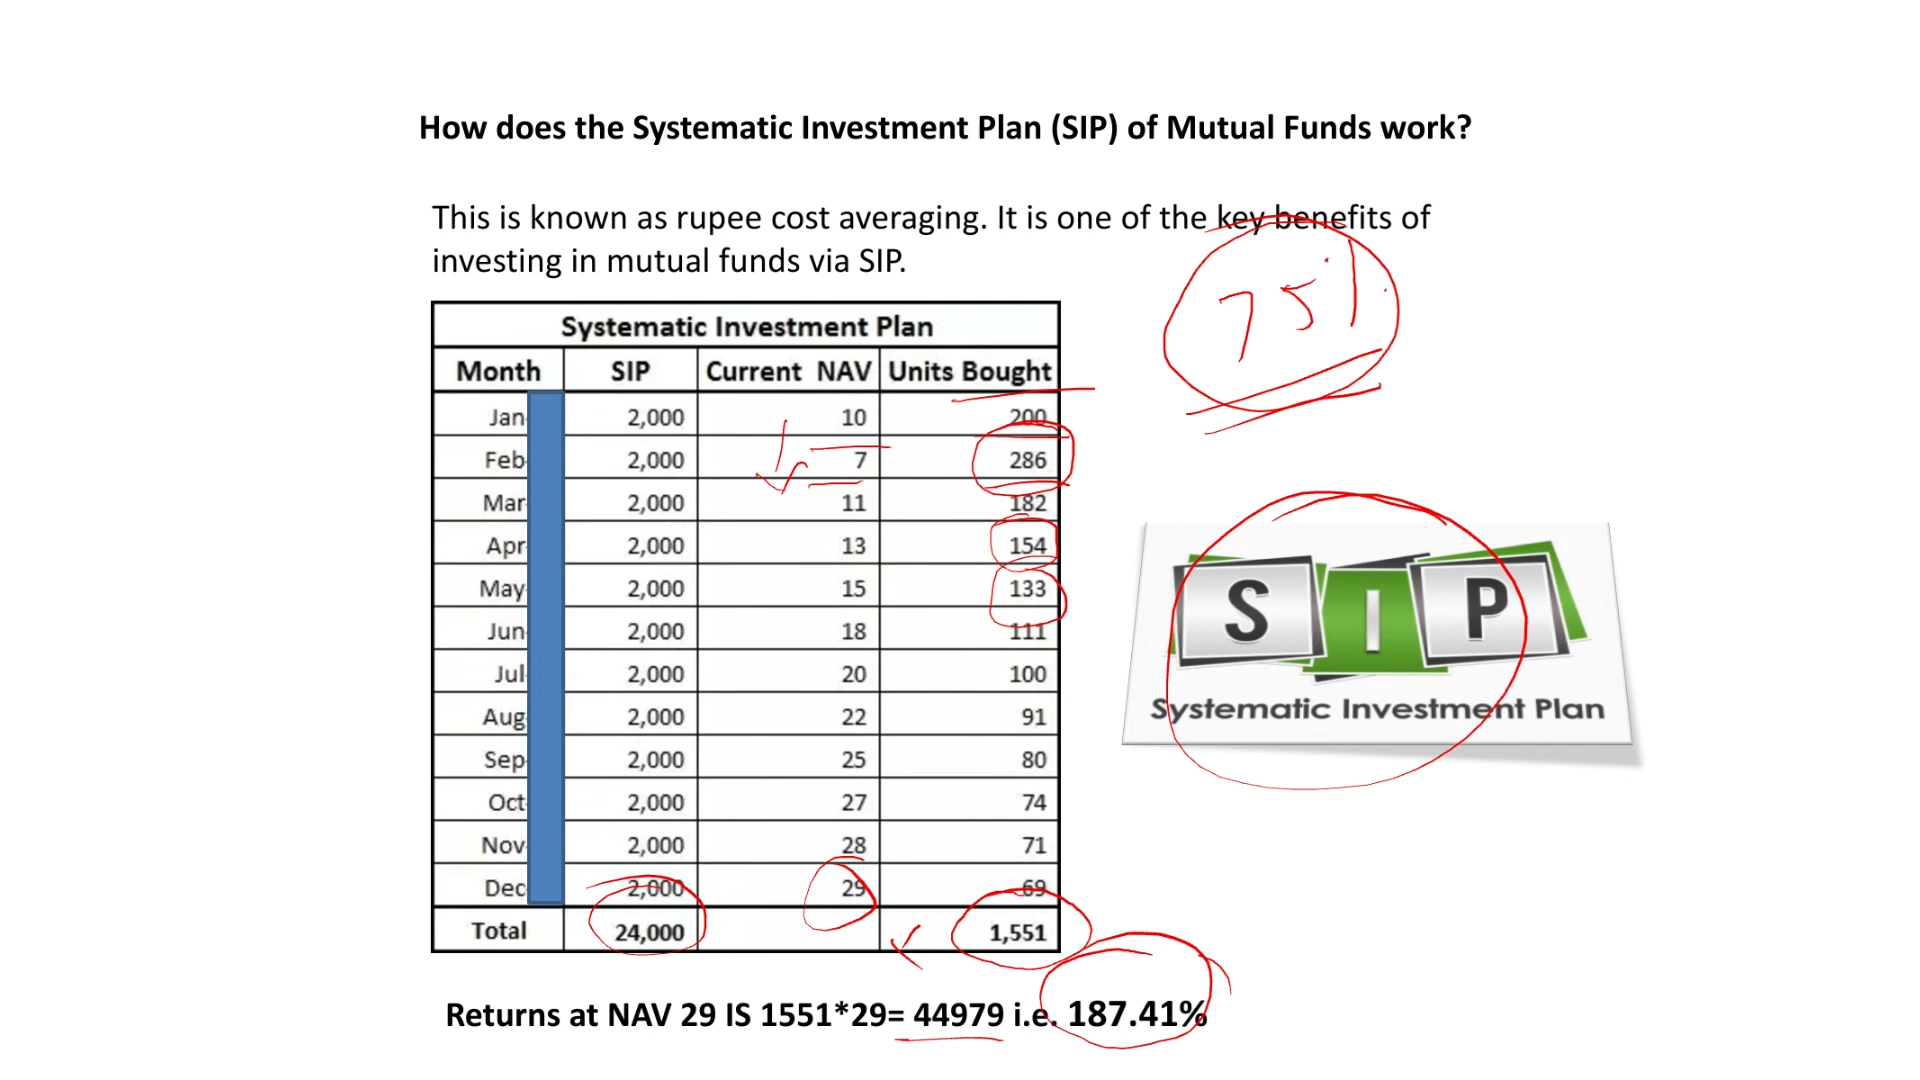 How does the Systematic Investment Plan (SIP) of Mutual Funds work?
This is known as rupee cost averaging. It is one of the key benefits of
investing in mutual funds via SIP.
75%
Systematic Investment Plan
Month SIP Current NAV Units Bought
Jan- 2,000 10 200
Feb- 2,000 7 286
Mar- 2,000 11 182
Apr- 2,000 13 154
May- 2,000 15 133
Jun- 2,000 18 111
Jul- 2,000 20 100
Aug- 2,000 22 91
Sep- 2,000 25 80
Oct- 2,000 27 74
Nov- 2,000 28 71
Dec- 2,000 29 69
Total 24,000 1,551
S I P
Systematic Investment Plan
Returns at NAV 29 IS 1551*29= 44979 i.e. 187.41%